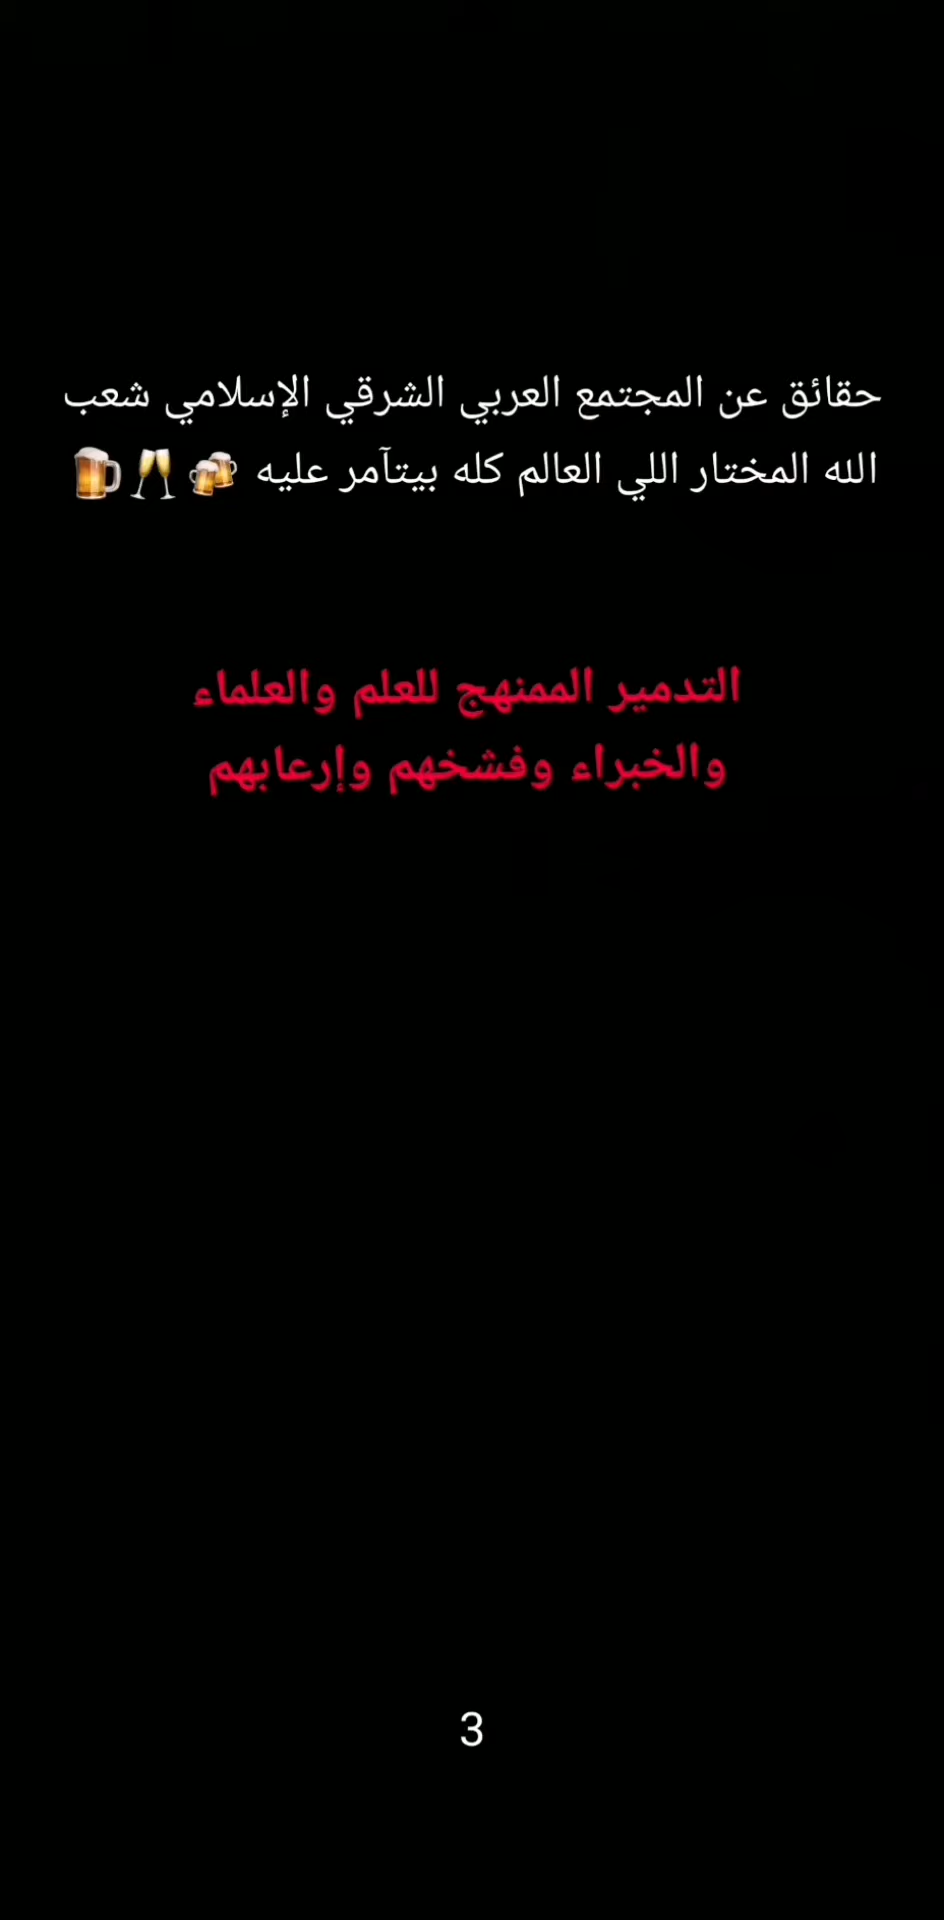 حقائق عن المجتمع العربي الشرقي الإسلامي شعب
الله المختار اللي العالم كله بيتآمر عليه 🍻🥂🍺
التدمير الممنهج للعلم والعلماء
والخبراء وفشخهم وإرعابهم
3